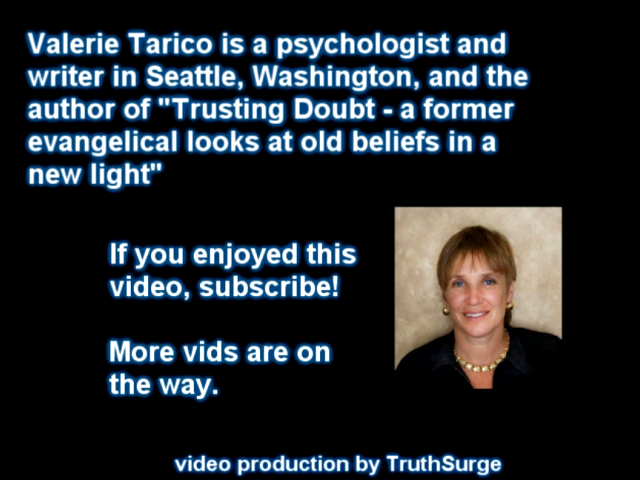 Valerie Tarico is a psychologist and
writer in Seattle, Washington, and the
author of "Trusting Doubt - a former
evangelical looks at old beliefs in a
new light"
If you enjoyed this
video, subscribe!
More vids are on
the way.
video production by TruthSurge